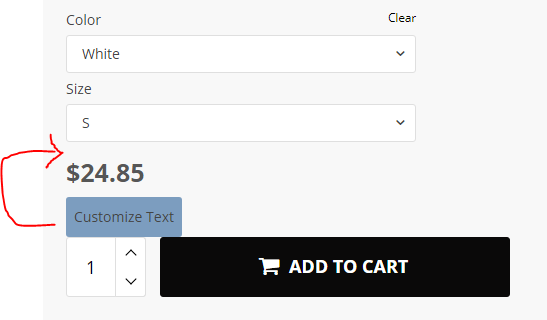 Color Clear
White
Size
S
$24.85
Customize Text
1 ADD TO CART